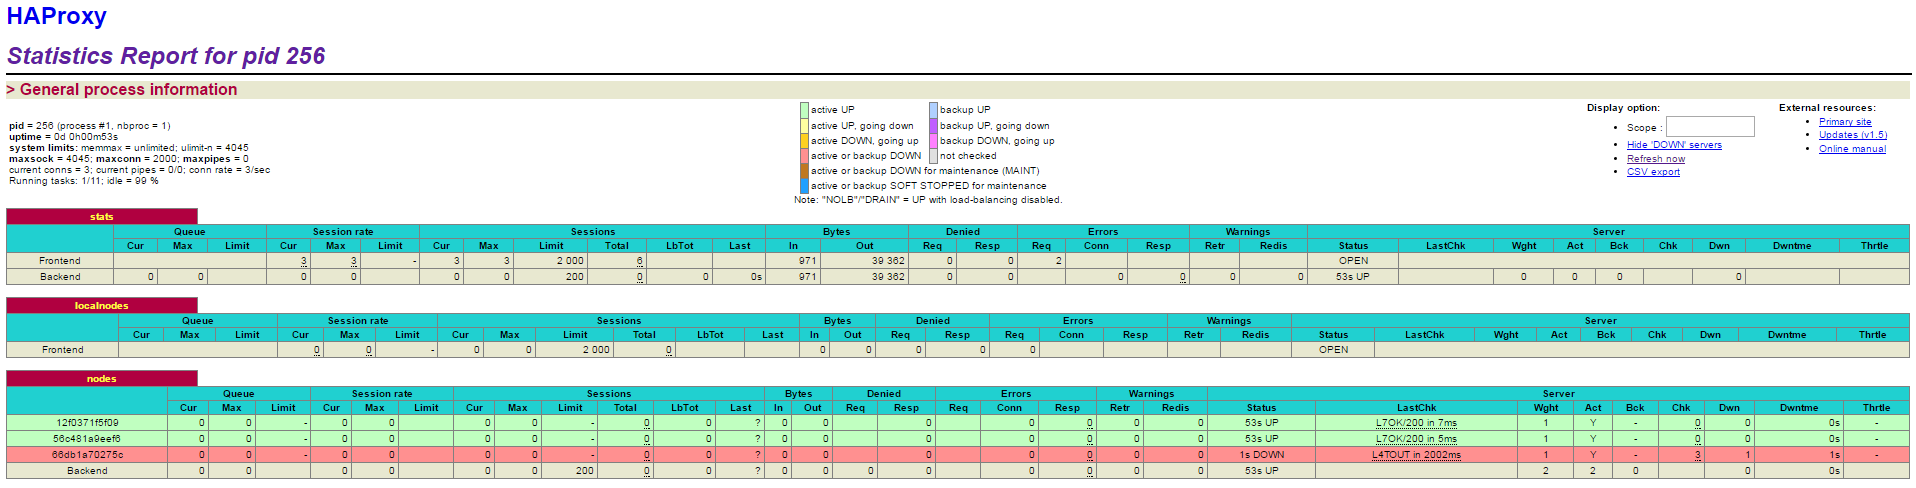 HAProxy
Statistics Report for pid 256
> General process information
pid = 256 (process #1, nbproc = 1)
uptime = 0d 0h00m53s
system limits: memmax = unlimited; ulimit-n = 4045
maxsock = 4045; maxconn = 2000; maxpipes = 0
current conns = 3; current pipes = 0/0; conn rate = 3/sec
Running tasks: 1/11; idle = 99 %
active UP backup UP
active UP, going down backup UP, going down
active DOWN, going up backup DOWN, going up
active or backup DOWN not checked
active or backup DOWN for maintenance (MAINT)
active or backup SOFT STOPPED for maintenance
Note: "NOLB"/"DRAIN" = UP with load-balancing disabled.
Display option:
• Scope :
• Hide 'DOWN' servers
• Refresh now
• CSV export
External resources:
• Primary site
• Updates (v1.5)
• Online manual
stats
Queue Session rate Sessions Bytes Denied Errors Warnings Server
Cur Max Limit Cur Max Limit Cur Max Limit Total LbTot Last In Out Req Resp Req Conn Resp Retr Redis Status LastChk Wght Act Bck Chk Dwn Dwntme Thrtle
Frontend 3 3 - 3 3 2 000 6 971 39 362 0 0 2 OPEN
Backend 0 0 0 0 0 0 200 0 0 0s 971 39 362 0 0 0 0 0 0 53s UP 0 0 0 0
localnodes
Queue Session rate Sessions Bytes Denied Errors Warnings Server
Cur Max Limit Cur Max Limit Cur Max Limit Total LbTot Last In Out Req Resp Req Conn Resp Retr Redis Status LastChk Wght Act Bck Chk Dwn Dwntme Thrtle
Frontend 0 0 - 0 0 2 000 0 0 0 0 0 0 OPEN
nodes
Queue Session rate Sessions Bytes Denied Errors Warnings Server
Cur Max Limit Cur Max Limit Cur Max Limit Total LbTot Last In Out Req Resp Req Conn Resp Retr Redis Status LastChk Wght Act Bck Chk Dwn Dwntme Thrtle
12f0371f5f09 0 0 - 0 0 0 0 - 0 0 ? 0 0 0 0 0 0 0 53s UP L7OK/200 in 7ms 1 Y - 0 0 0s -
56c481a9eef6 0 0 - 0 0 0 0 - 0 0 ? 0 0 0 0 0 0 0 53s UP L7OK/200 in 5ms 1 Y - 0 0 0s -
66db1a70275c 0 0 - 0 0 0 0 - 0 0 ? 0 0 0 0 0 0 0 1s DOWN L4TOUT in 2002ms 1 Y - 3 1 1s -
Backend 0 0 0 0 0 0 200 0 0 ? 0 0 0 0 0 0 0 0 53s UP 2 2 0 0 0s